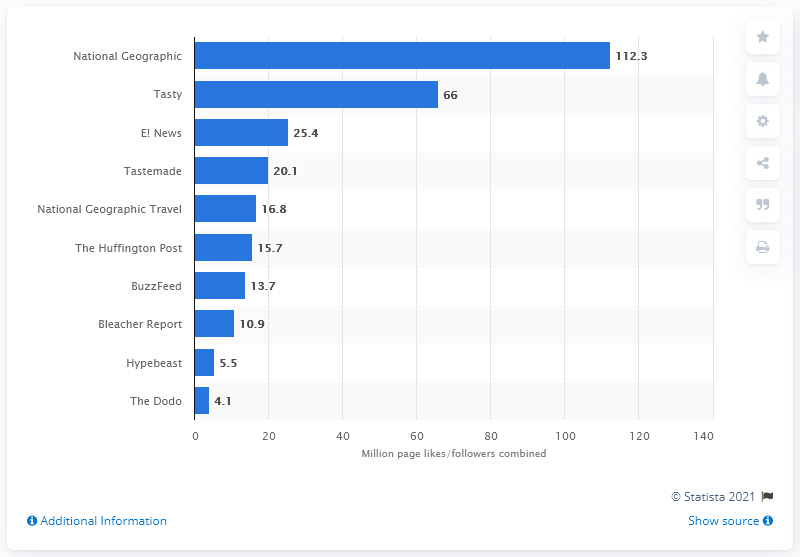 National Geographic 112.3
Tasty 66
E! News 25.4
Tastemade 20.1
National Geographic Travel 16.8
The Huffington Post 15.7
BuzzFeed 13.7
Bleacher Report 10.9
Hypebeast 5.5
The Dodo 4.1
0 20 40 60 80 100 120 140
Million page likes/followers combined
© Statista 2021
Additional Information Show source